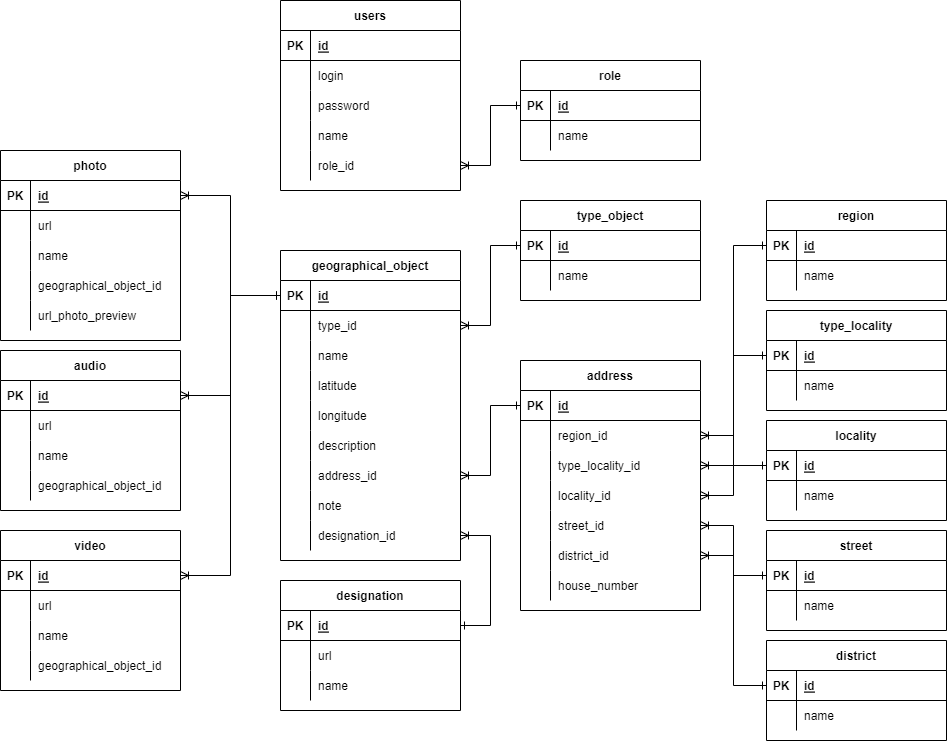 users
PK id
login
password
name
role_id
role
PK id
name
photo
PK id
url
name
geographical_object_id
url_photo_preview
audio
PK id
url
name
geographical_object_id
video
PK id
url
name
geographical_object_id
geographical_object
PK id
type_id
name
latitude
longitude
description
address_id
note
designation_id
designation
PK id
url
name
type_object
PK id
name
address
PK id
region_id
type_locality_id
locality_id
street_id
district_id
house_number
region
PK id
name
type_locality
PK id
name
locality
PK id
name
street
PK id
name
district
PK id
name